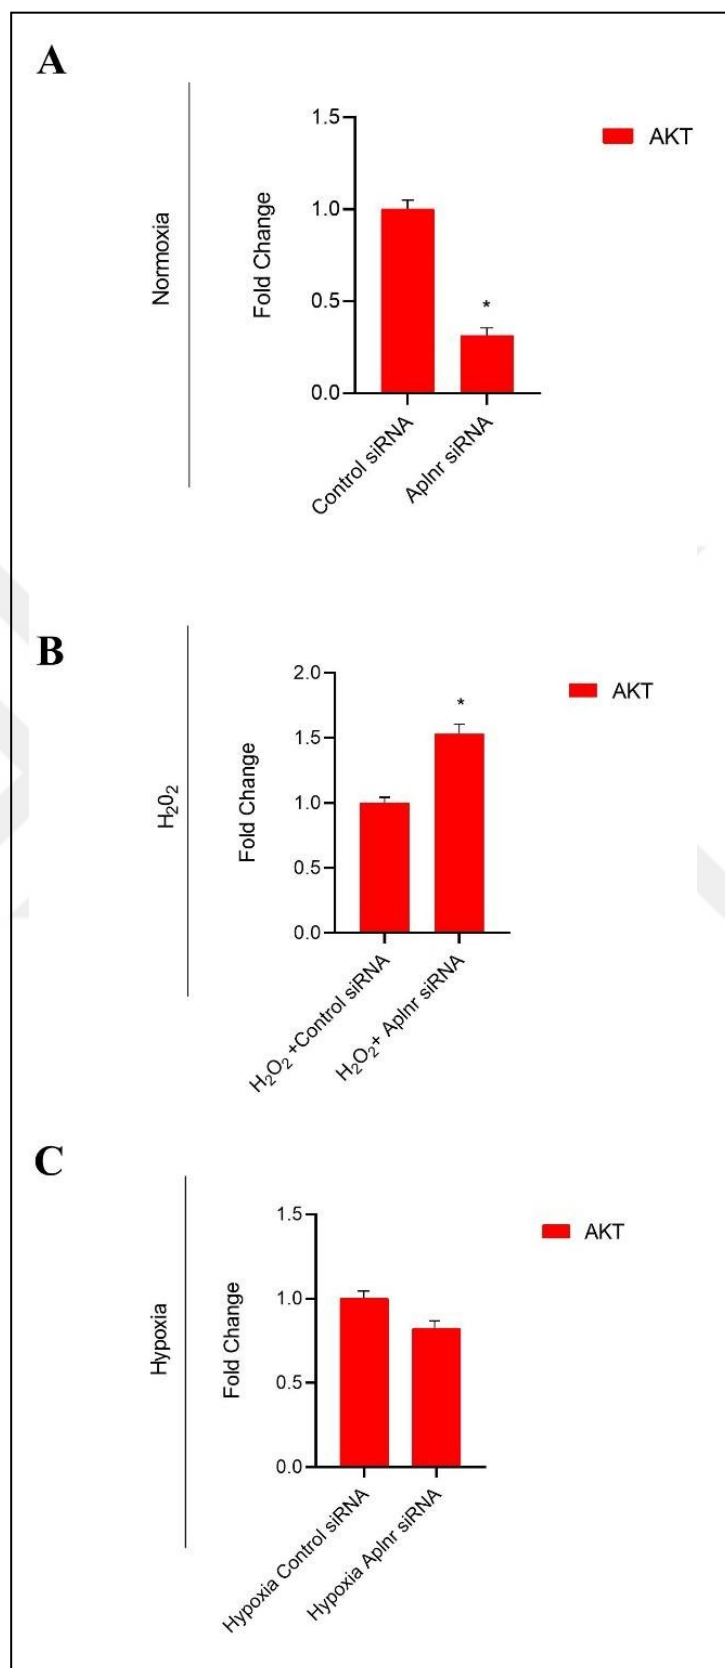 A
Normoxia
Fold Change
1.5
1.0
0.5
0.0
*
AKT
Control siRNA
Aplnr siRNA
B
H₂0₂
Fold Change
2.0
1.5
1.0
0.5
0.0
*
AKT
H₂O₂ +Control siRNA
H₂O₂+ Aplnr siRNA
C
Hypoxia
Fold Change
1.5
1.0
0.5
0.0
AKT
Hypoxia Control siRNA
Hypoxia Aplnr siRNA